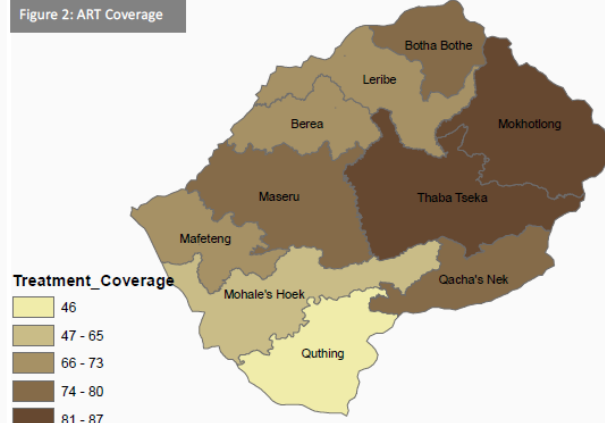 Figure 2: ART Coverage
Botha Bothe
Leribe
Mokhotlong
Berea
Maseru
Thaba Tseka
Mafeteng
Qacha's Nek
Mohale's Hoek
Quthing
Treatment_Coverage
46
47 - 65
66 - 73
74 - 80
81 - 87